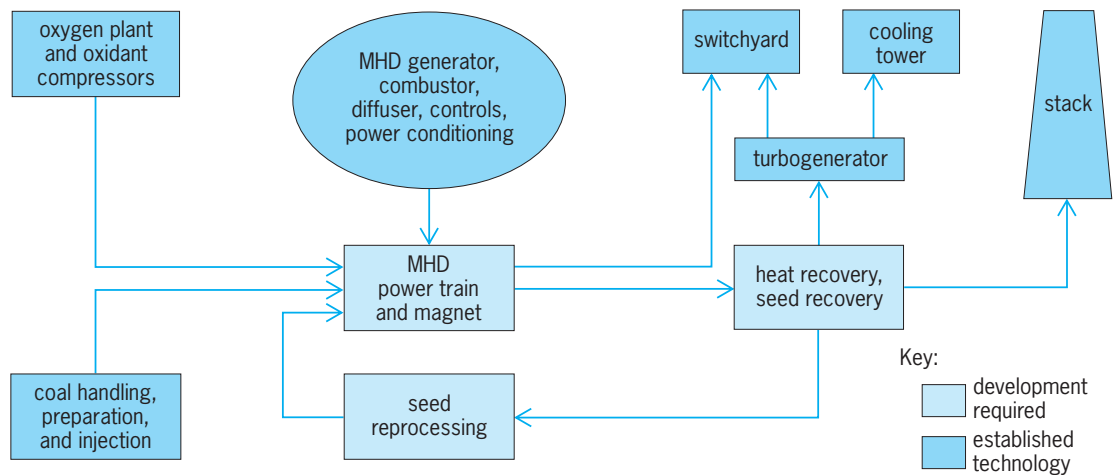 oxygen plant
and oxidant
compressors
MHD generator,
combustor,
diffuser, controls,
power conditioning
switchyard
cooling
tower
stack
turbogenerator
MHD
power train
and magnet
heat recovery,
seed recovery
coal handling,
preparation,
and injection
seed
reprocessing
Key:
development
required
established
technology